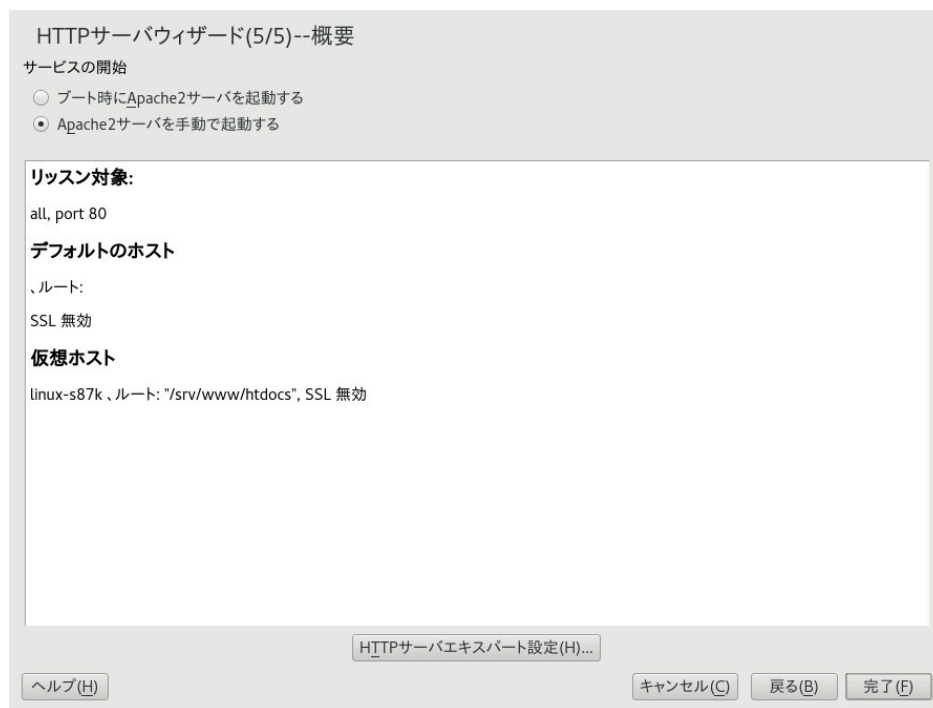 HTTPサーバウィザード(5/5)--概要
サービスの開始
ブート時にApache2サーバを起動する
Apache2サーバを手動で起動する
リッスン対象:
all, port 80
デフォルトのホスト
、ルート:
SSL 無効
仮想ホスト
linux-s87k 、ルート: "/srv/www/htdocs", SSL 無効
HTTPサーバエキスパート設定(H)...
ヘルプ(H)
キャンセル(C) 戻る(B) 完了(F)